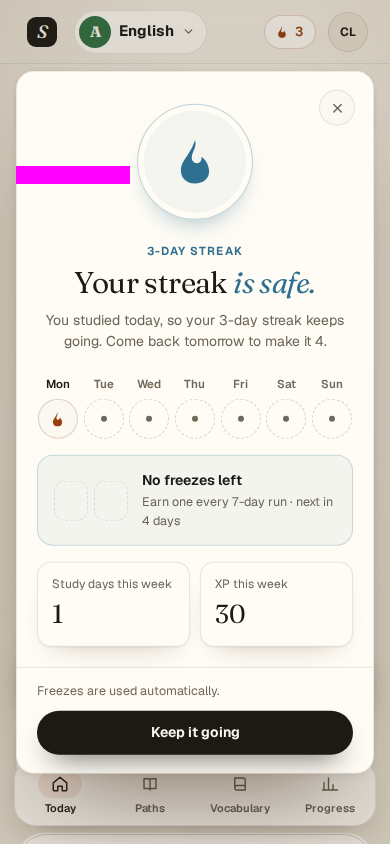 S
A English
3
CL
3-DAY STREAK
Your streak is safe.
You studied today, so your 3-day streak keeps
going. Come back tomorrow to make it 4.
Mon Tue Wed Thu Fri Sat Sun
No freezes left
Earn one every 7-day run · next in
4 days
Study days this week
1
XP this week
30
Freezes are used automatically.
Keep it going
Today Paths Vocabulary Progress